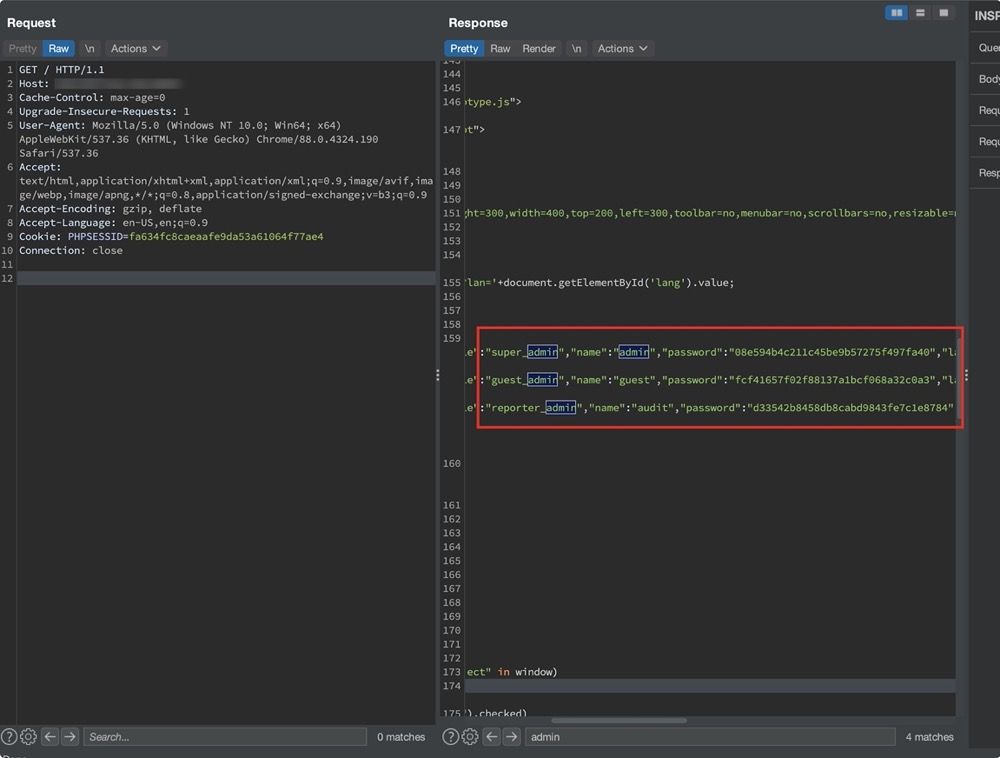 Request
Pretty Raw \n Actions
1 GET / HTTP/1.1
2 Host:
3 Cache-Control: max-age=0
4 Upgrade-Insecure-Requests: 1
5 User-Agent: Mozilla/5.0 (Windows NT 10.0; Win64; x64)
AppleWebKit/537.36 (KHTML, like Gecko) Chrome/88.0.4324.190
Safari/537.36
6 Accept:
text/html,application/xhtml+xml,application/xml;q=0.9,image/avif,ima
ge/webp,image/apng,*/*;q=0.8,application/signed-exchange;v=b3;q=0.9
7 Accept-Encoding: gzip, deflate
8 Accept-Language: en-US,en;q=0.9
9 Cookie: PHPSESSID=fa634fc8caeaafe9da53a61064f77ae4
10 Connection: close
11
12
Search...
0 matches
Response
Pretty Raw Render \n Actions
143
144
145
146 otype.js">
147 ot">
148
149
150
151 ght=300,width=400,top=200,left=300,toolbar=no,menubar=no,scrollbars=no,resizable=
152
153
154
155 'lan='+document.getElementById('lang').value;
156
157
158
159 e":"super_admin","name":"admin","password":"08e594b4c211c45be9b57275f497fa40","l
e":"guest_admin","name":"guest","password":"fcf41657f02f88137a1bcf068a32c0a3","l
e":"reporter_admin","name":"audit","password":"d33542b8458db8cabd9843fe7c1e8784"
160
161
162
163
164
165
166
167
168
169
170
171
172
173 ect" in window)
174
175 ').checked)
admin
4 matches
INSP
Quer
Body
Requ
Requ
Resp